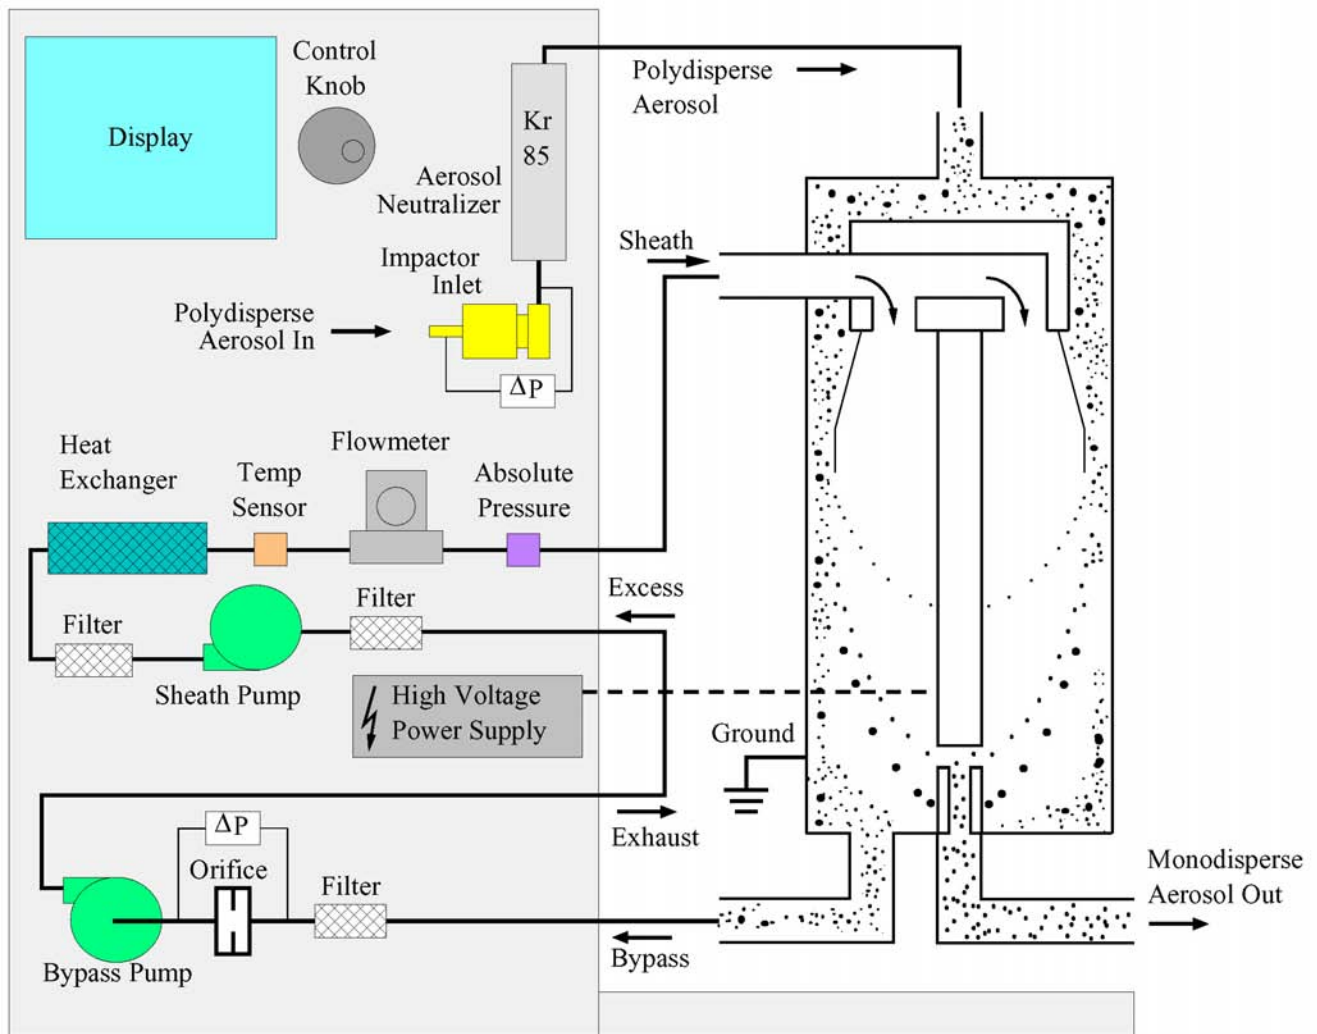 Control
Knob
Display
Polydisperse
Aerosol
Kr
85
Aerosol
Neutralizer
Sheath
Impactor
Inlet
Polydisperse
Aerosol In
ΔP
Heat
Exchanger
Temp
Sensor
Flowmeter
Absolute
Pressure
Excess
Filter
Filter
Sheath Pump
High Voltage
Power Supply
Ground
ΔP
Exhaust
Orifice
Filter
Monodisperse
Aerosol Out
Bypass
Bypass Pump